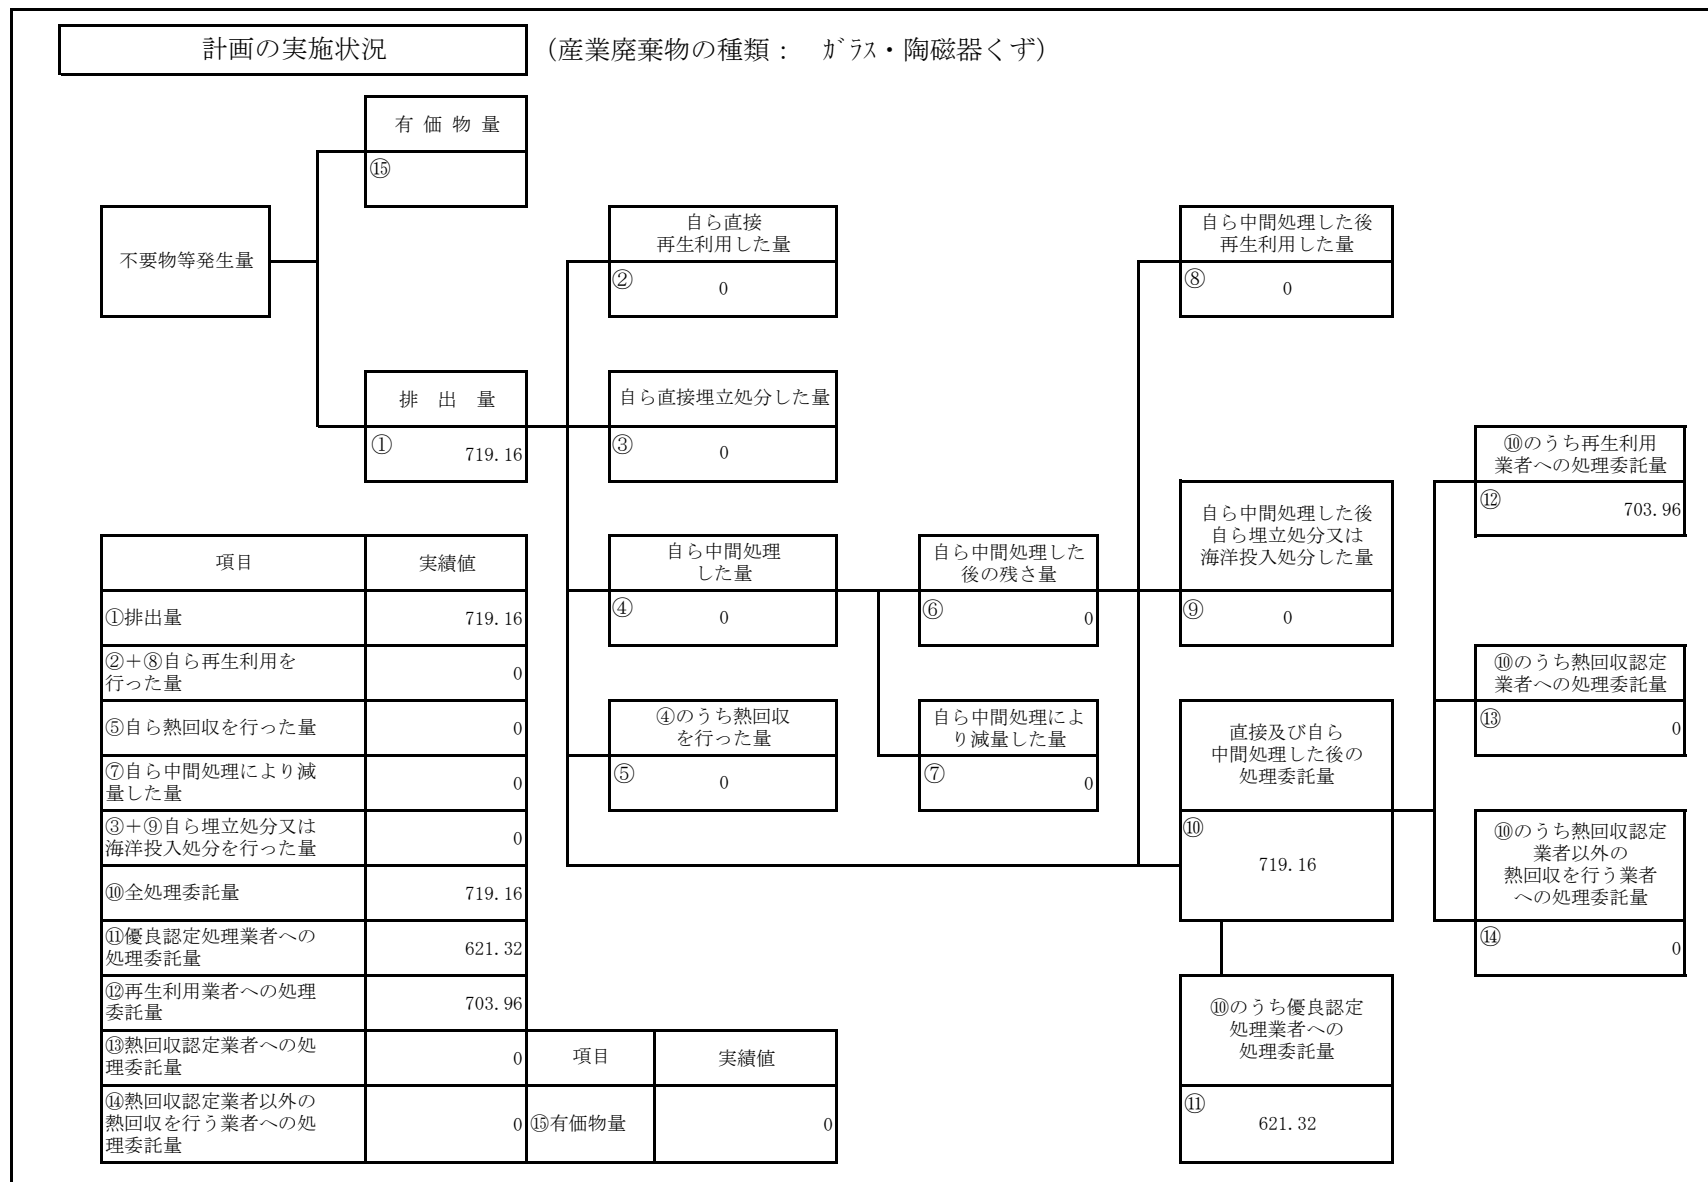 計画の実施状況
(産業廃棄物の種類： ｶﾞﾗｽ・陶磁器くず)
有価物量
⑮
不要物等発生量
自ら直接
再生利用した量
②
0
自ら中間処理した後
再生利用した量
⑧
0
排出量
①
719.16
自ら直接埋立処分した量
③
0
⑩のうち再生利用
業者への処理委託量
⑫
703.96
自ら中間処理
した量
④
0
自ら中間処理した
後の残さ量
⑥
0
自ら中間処理した後
自ら埋立処分又は
海洋投入処分した量
⑨
0
⑩のうち熱回収認定
業者への処理委託量
⑬
0
④のうち熱回収
を行った量
⑤
0
自ら中間処理によ
り減量した量
⑦
0
直接及び自ら
中間処理した後の
処理委託量
⑩
719.16
⑩のうち熱回収認定
業者以外の
熱回収を行う業者
への処理委託量
⑭
0
⑩のうち優良認定
処理業者への
処理委託量
⑪
621.32
項目 実績値
①排出量 719.16
②＋⑧自ら再生利用を
行った量 0
⑤自ら熱回収を行った量 0
⑦自ら中間処理により減
量した量 0
③＋⑨自ら埋立処分又は
海洋投入処分を行った量 0
⑩全処理委託量 719.16
⑪優良認定処理業者への
処理委託量 621.32
⑫再生利用業者への処理
委託量 703.96
⑬熱回収認定業者への処
理委託量 0
⑭熱回収認定業者以外の
熱回収を行う業者への処
理委託量 0
項目 実績値
⑮有価物量 0